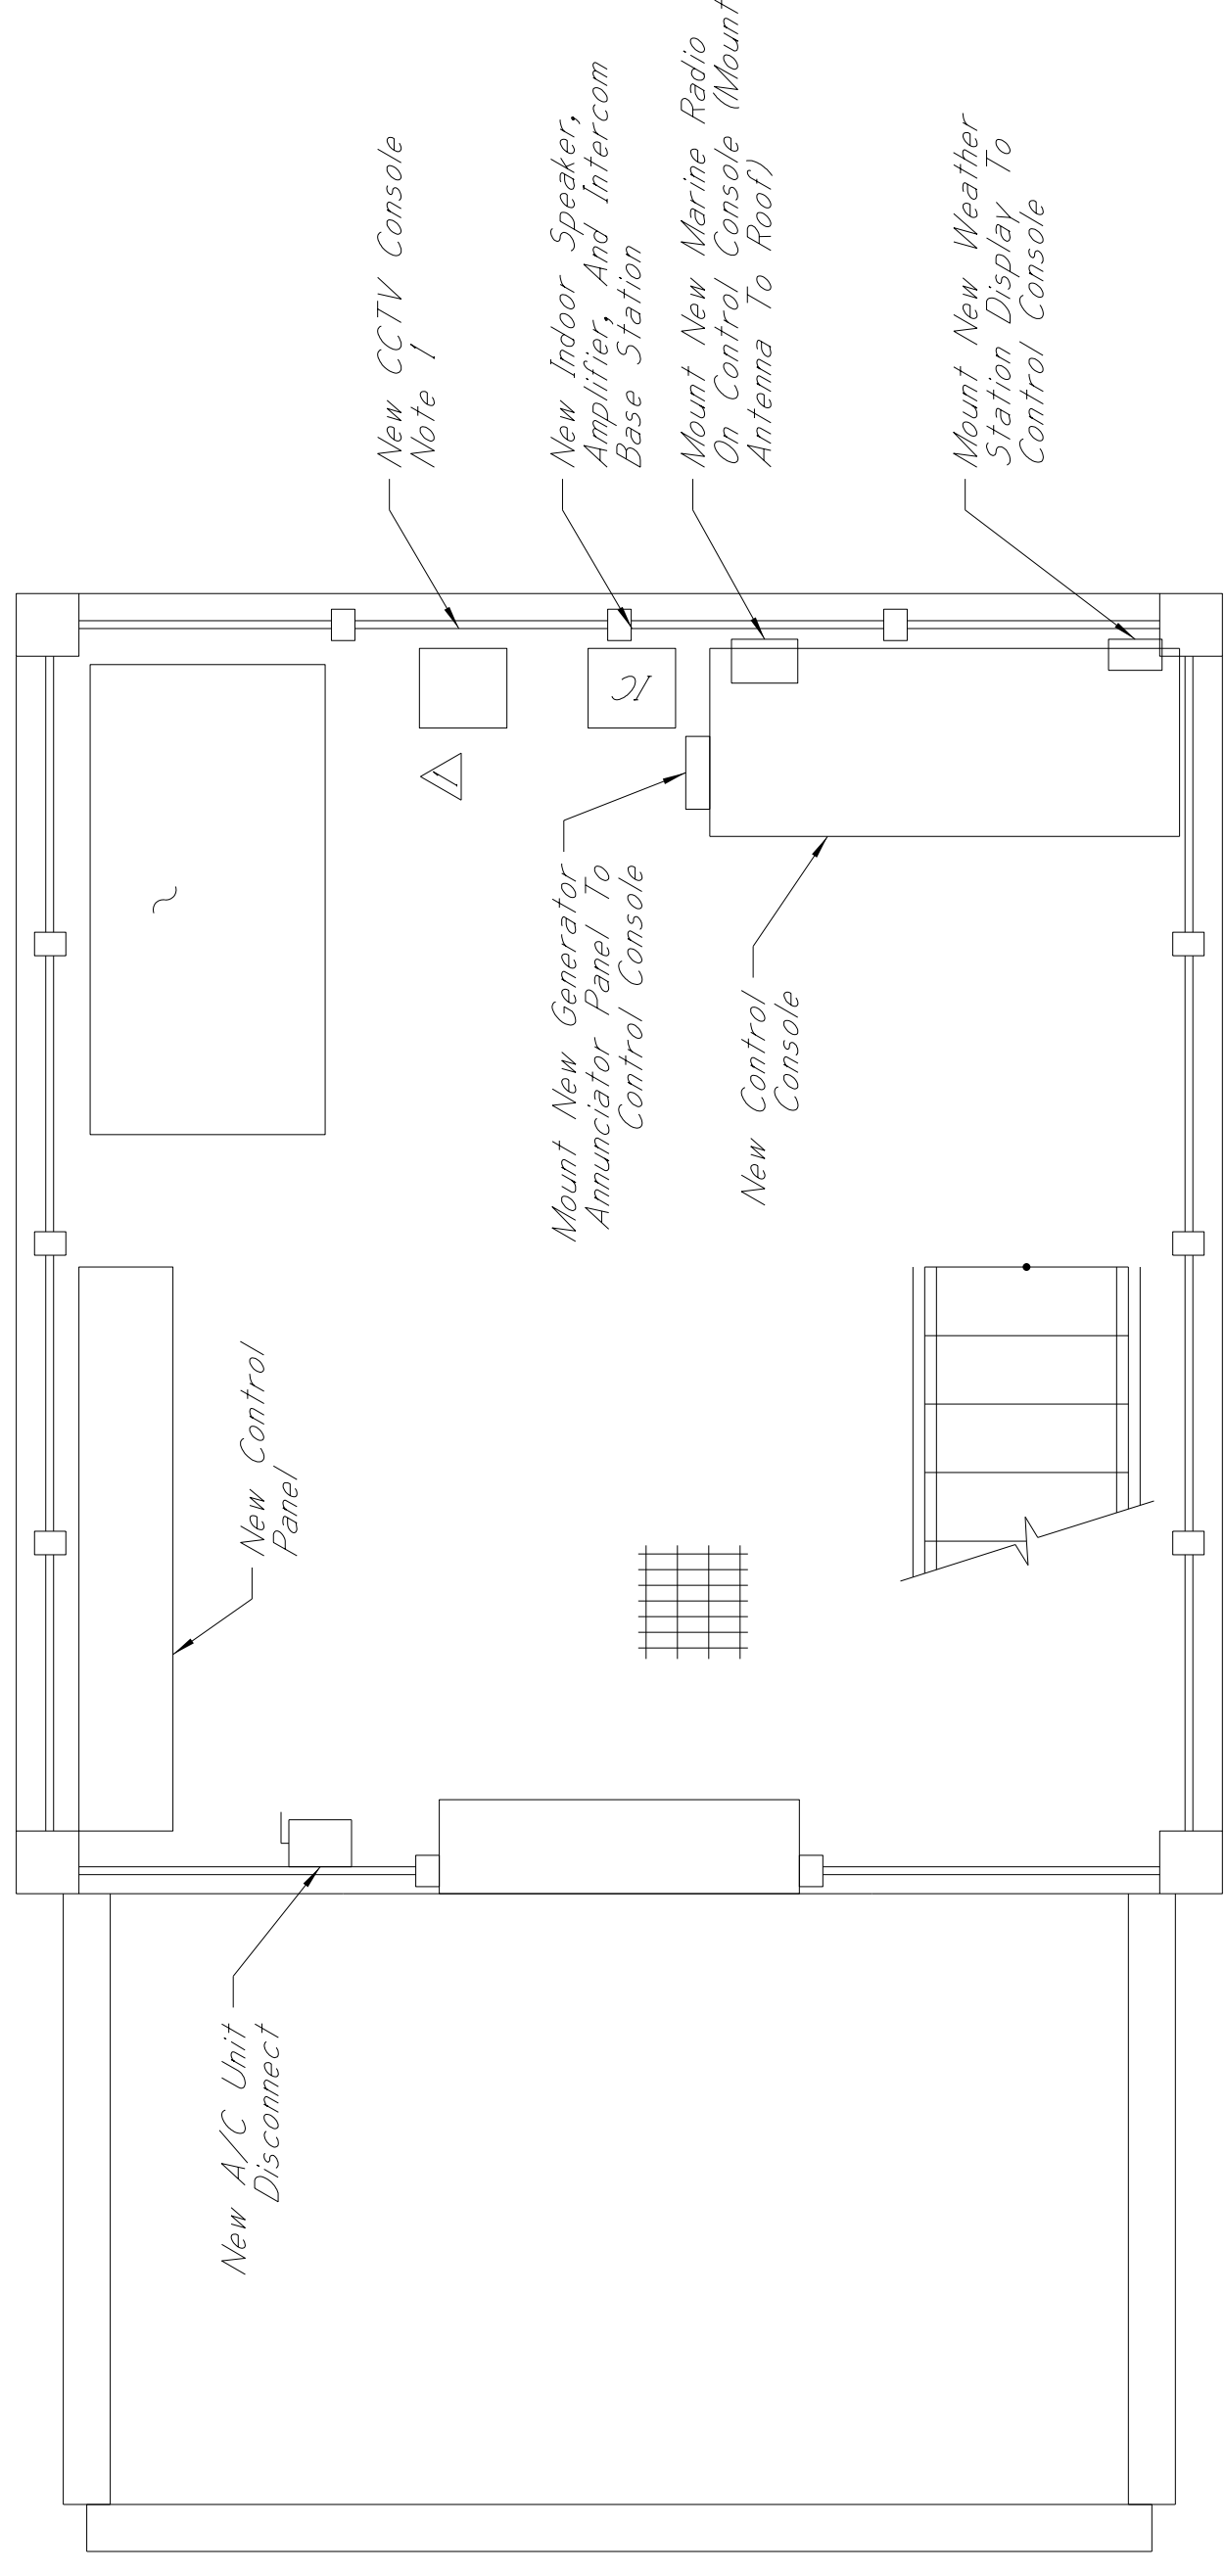 New CCTV Console
Note 1
New Indoor Speaker,
Amplifier, And Intercom
Base Station
Mount New Marine Radio
On Control Console (Mount
Antenna To Roof)
Mount New Weather
Station Display To
Control Console
IC
1
Mount New Generator
Annunciator Panel To
Control Console
New Control
Console
New Control
Panel
New A/C Unit
Disconnect